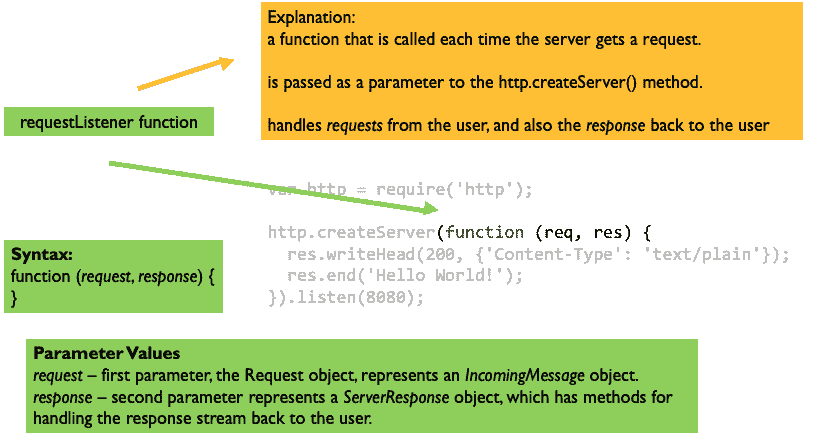 Explanation:
a function that is called each time the server gets a request.
is passed as a parameter to the http.createServer() method.
handles requests from the user, and also the response back to the user
requestListener function
var http = require('http');
http.createServer(function (req, res) {
  res.writeHead(200, {'Content-Type': 'text/plain'});
  res.end('Hello World!');
}).listen(8080);
Syntax:
function (request, response) {
}
Parameter Values
request – first parameter, the Request object, represents an IncomingMessage object.
response – second parameter represents a ServerResponse object, which has methods for
handling the response stream back to the user.